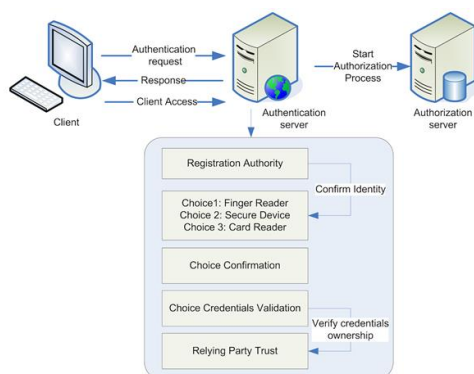 Authentication
request
Response
Client Access
Client
Authentication
server
Start
Authorization
Process
Authorization
server
Registration Authority
Confirm Identity
Choice1: Finger Reader
Choice 2: Secure Device
Choice 3: Card Reader
Choice Confirmation
Choice Credentials Validation
Verify credentials
ownership
Relying Party Trust